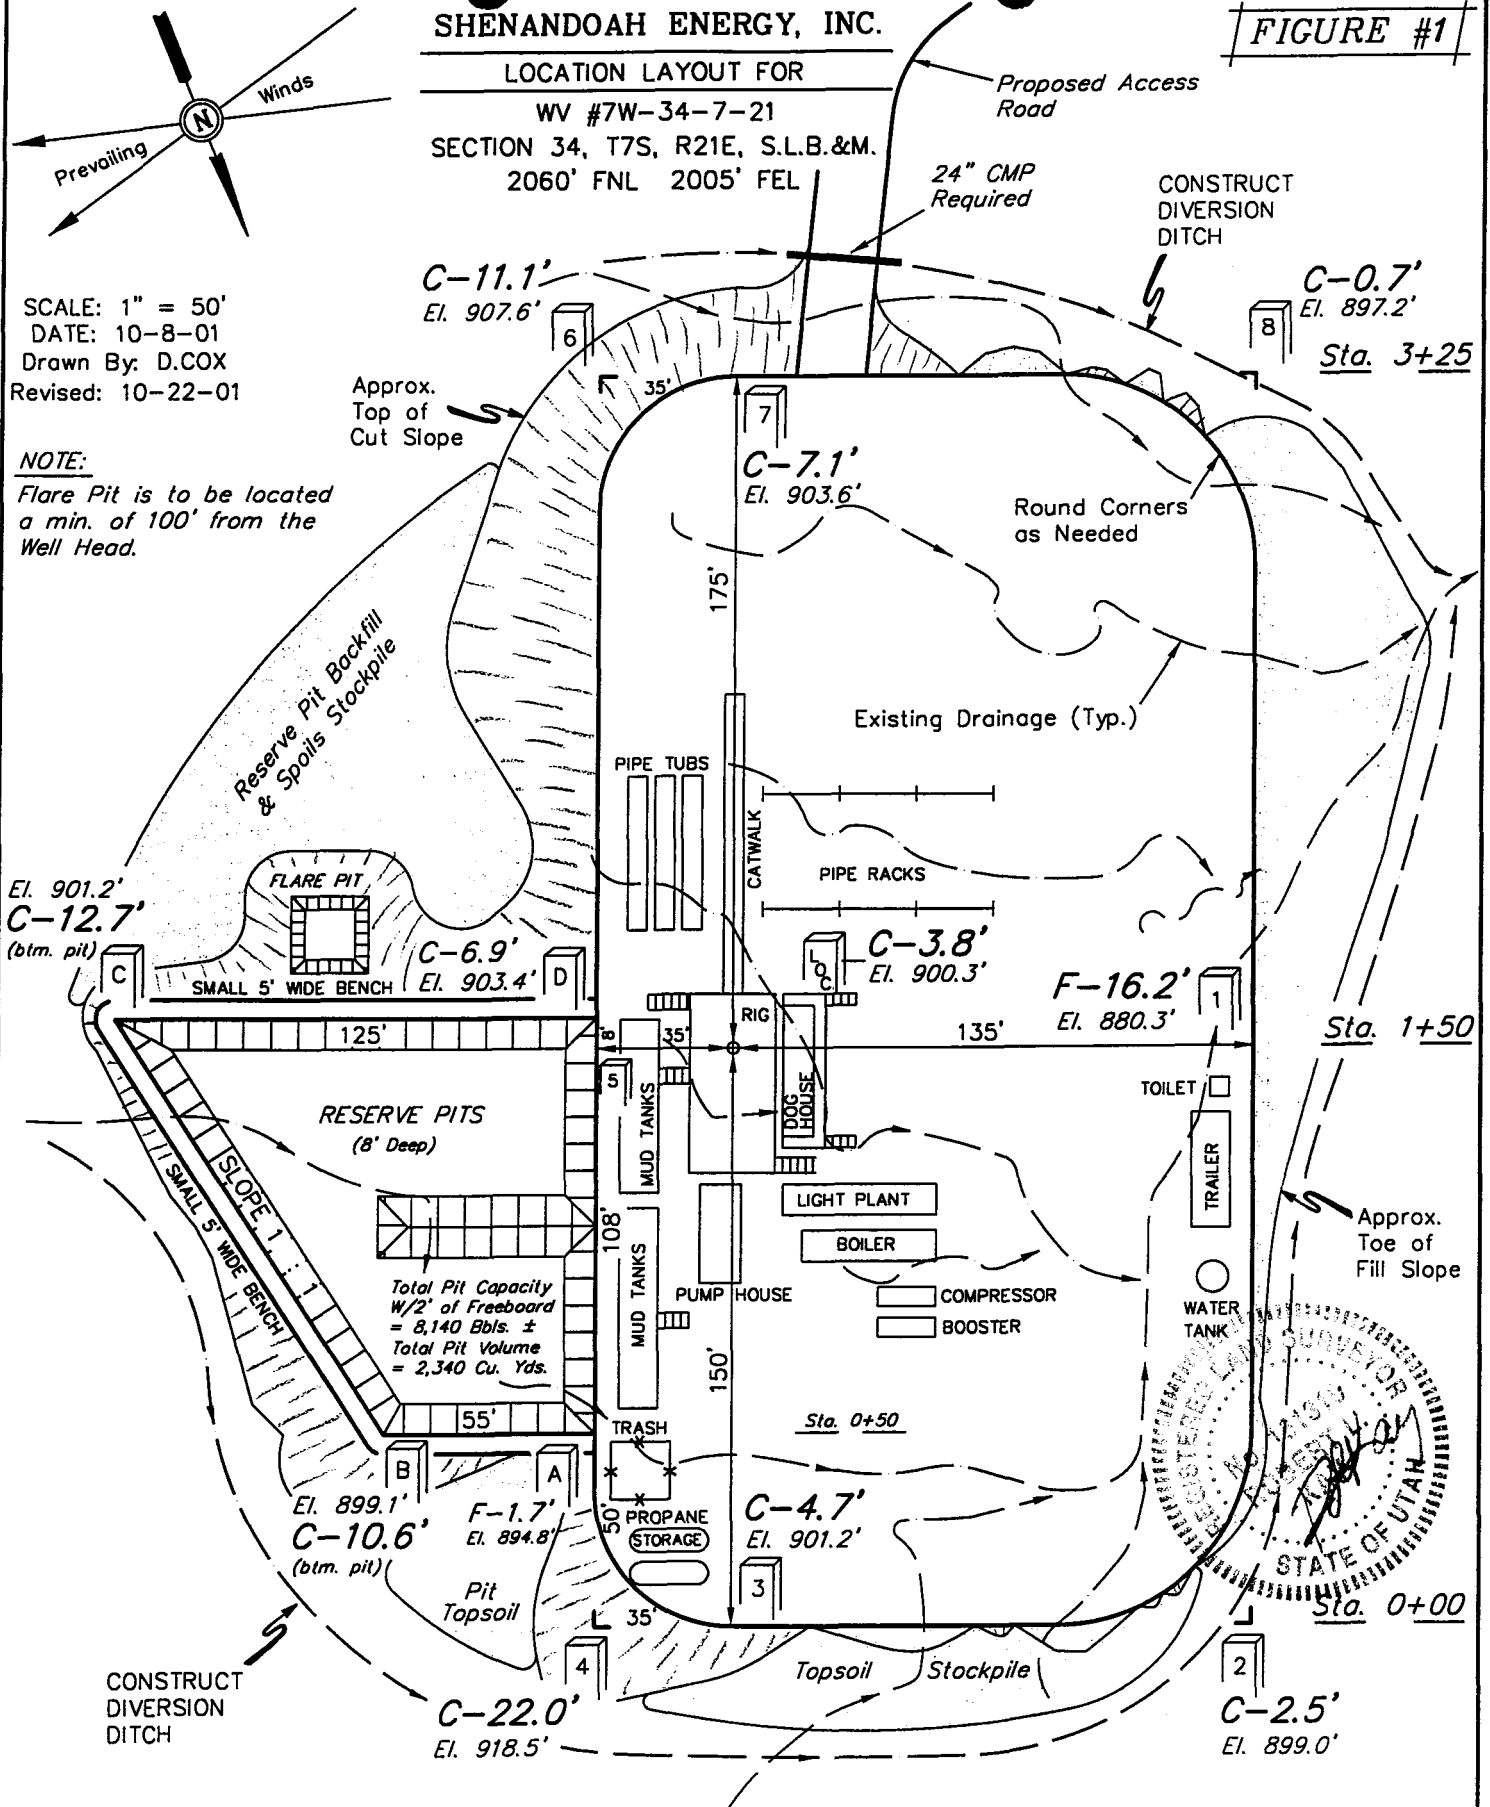 SHENANDOAH ENERGY, INC.
FIGURE #1
LOCATION LAYOUT FOR
WV #7W-34-7-21
SECTION 34, T7S, R21E, S.L.B.&M.
2060' FNL 2005' FEL
Winds
N
Prevailing
Proposed Access
Road
24" CMP
Required
CONSTRUCT
DIVERSION
DITCH
SCALE: 1" = 50'
DATE: 10-8-01
Drawn By: D.COX
Revised: 10-22-01
C-11.1'
El. 907.6'
6
C-0.7'
El. 897.2'
8
Sta. 3+25
Approx.
Top of
Cut Slope
35'
7
C-7.1'
El. 903.6'
NOTE:
Flare Pit is to be located
a min. of 100' from the
Well Head.
Round Corners
as Needed
175'
Reserve Pit Backfill
& Spoils Stockpile
Existing Drainage (Typ.)
PIPE TUBS
CATWALK
PIPE RACKS
El. 901.2'
C-12.7'
(btm. pit)
C
FLARE PIT
C-6.9'
El. 903.4'
D
SMALL 5' WIDE BENCH
LOC.
C-3.8'
El. 900.3'
F-16.2'
El. 880.3'
1
RIG
125'
8'
35'
135'
Sta. 1+50
5
MUD TANKS
DOG
HOUSE
TOILET
TRAILER
RESERVE PITS
(8' Deep)
SLOPE 1 : 1
SMALL 5' WIDE BENCH
LIGHT PLANT
BOILER
108'
MUD TANKS
PUMP HOUSE
COMPRESSOR
BOOSTER
Approx.
Toe of
Fill Slope
WATER
TANK
Total Pit Capacity
W/2' of Freeboard
= 8,140 Bbls. ±
Total Pit Volume
= 2,340 Cu. Yds.
150'
55'
TRASH
Sta. 0+50
REGISTERED LAND SURVEYOR
STATE OF UTAH
B
A
El. 899.1'
C-10.6'
(btm. pit)
F-1.7'
El. 894.8'
50'
PROPANE
STORAGE
C-4.7'
El. 901.2'
3
Pit
Topsoil
35'
Sta. 0+00
4
Topsoil Stockpile
2
CONSTRUCT
DIVERSION
DITCH
C-22.0'
El. 918.5'
C-2.5'
El. 899.0'